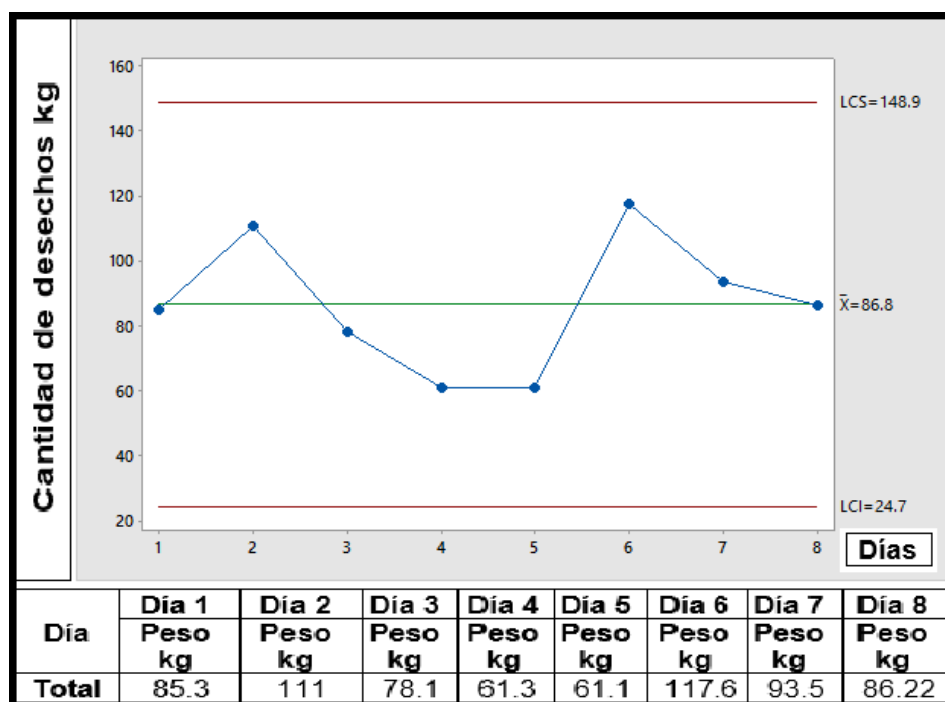 Cantidad de desechos kg
160
140
120
100
80
60
40
20
LCS=148.9
X̄=86.8
LCI=24.7
1 2 3 4 5 6 7 8
Días
Día Día 1 Día 2 Día 3 Día 4 Día 5 Día 6 Día 7 Día 8
Peso kg Peso kg Peso kg Peso kg Peso kg Peso kg Peso kg Peso kg
Total 85.3 111 78.1 61.3 61.1 117.6 93.5 86.22